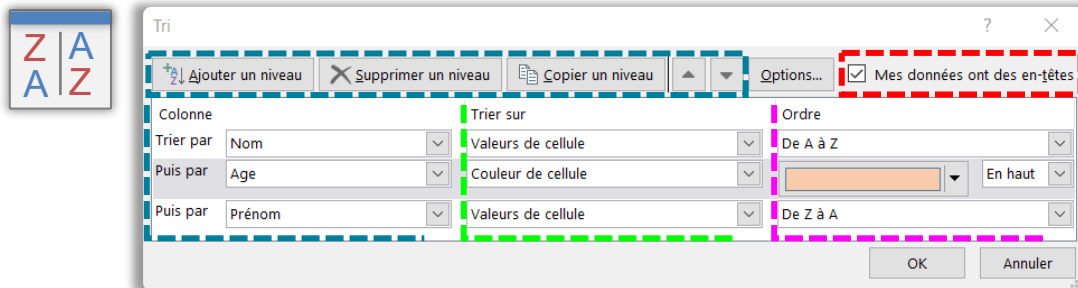 Z A
A Z
Tri ?
Ajouter un niveau Supprimer un niveau Copier un niveau Options... Mes données ont des en-têtes
Colonne Trier sur Ordre
Trier par Nom Valeurs de cellule De A à Z
Puis par Age Couleur de cellule En haut
Puis par Prénom Valeurs de cellule De Z à A
OK Annuler